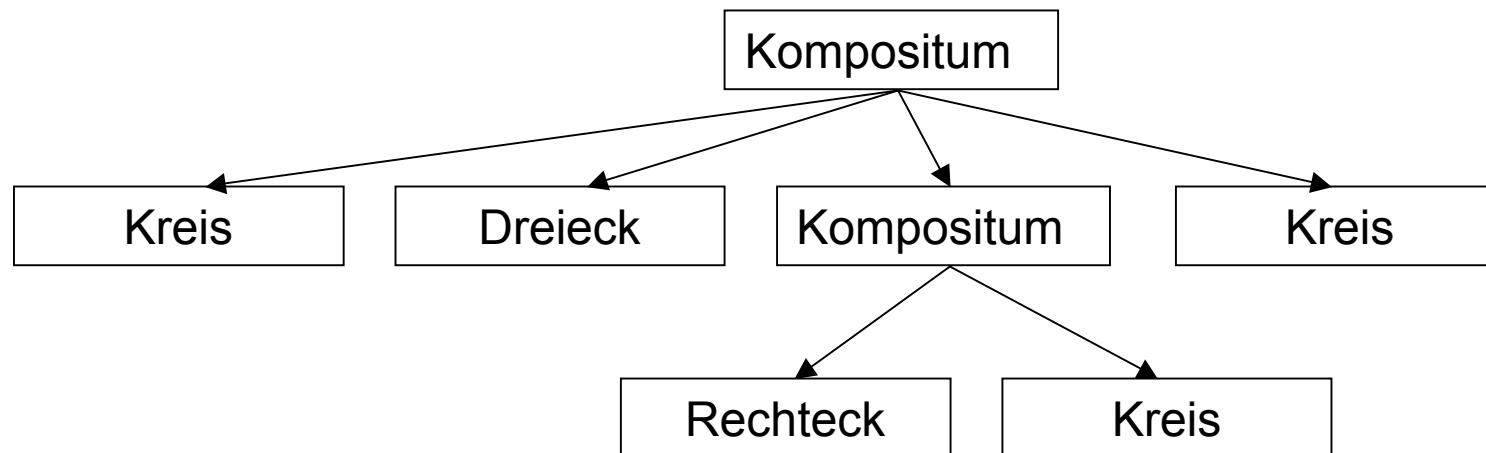 Kompositum
Kreis
Dreieck
Kompositum
Kreis
Rechteck
Kreis